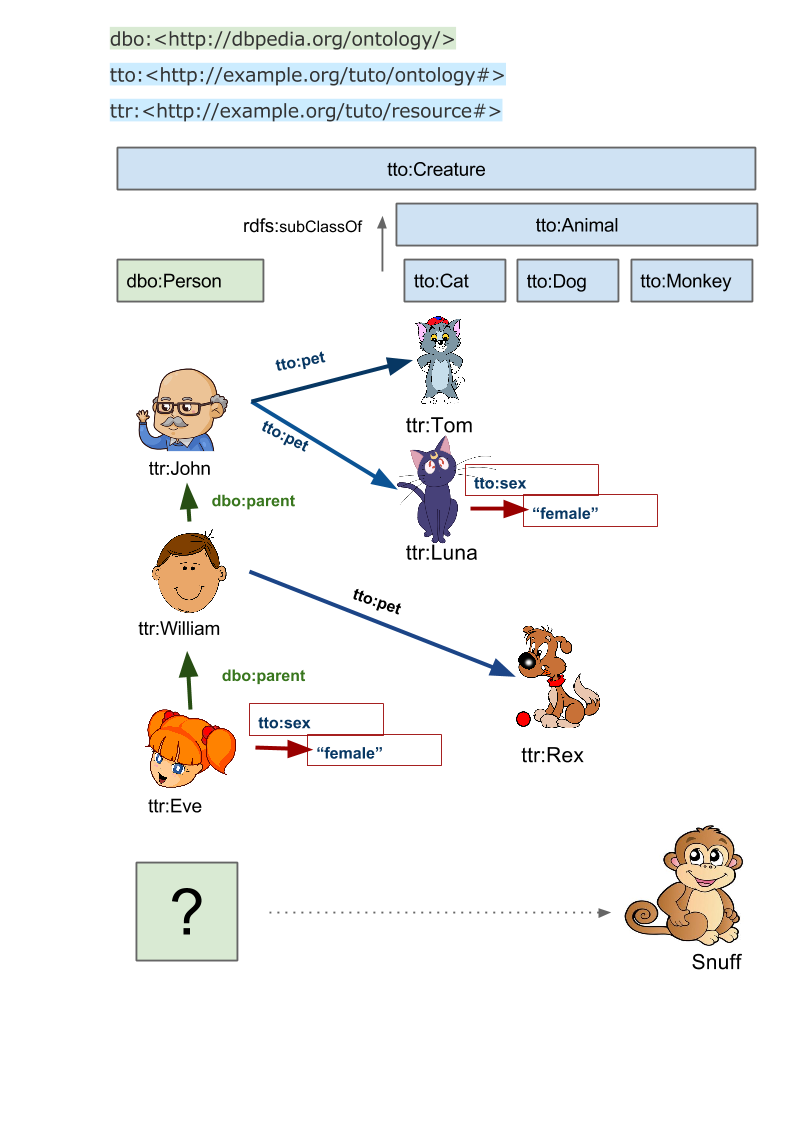 dbo:<http://dbpedia.org/ontology/>
tto:<http://example.org/tuto/ontology#>
ttr:<http://example.org/tuto/resource#>
tto:Creature
rdfs:subClassOf
tto:Animal
dbo:Person
tto:Cat
tto:Dog
tto:Monkey
tto:pet
ttr:Tom
tto:pet
ttr:John
tto:sex
dbo:parent
"female"
ttr:Luna
tto:pet
ttr:William
dbo:parent
tto:sex
"female"
ttr:Rex
ttr:Eve
?
Snuff